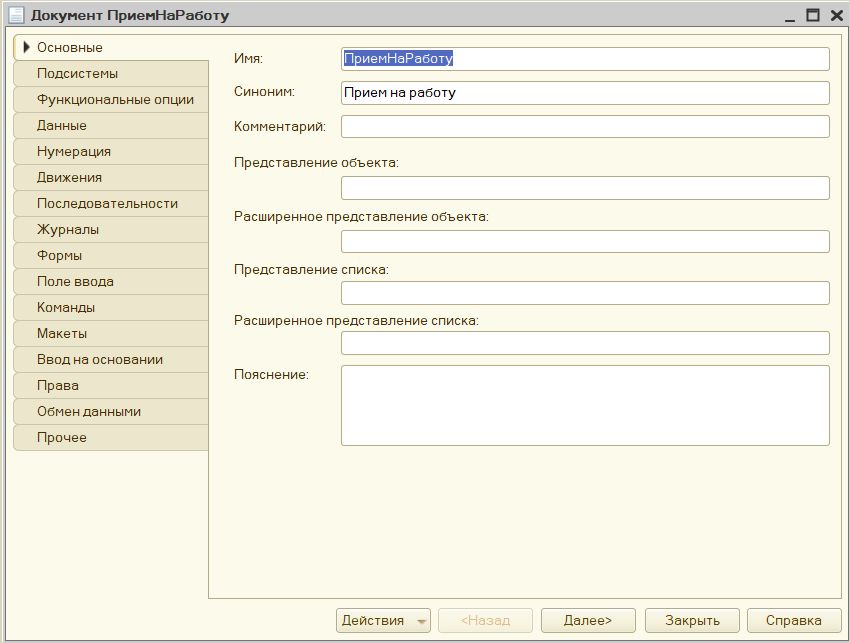 Документ ПриемНаРаботу
Основные
Подсистемы
Функциональные опции
Данные
Нумерация
Движения
Последовательности
Журналы
Формы
Поле ввода
Команды
Макеты
Ввод на основании
Права
Обмен данными
Прочее
Имя: ПриемНаРаботу
Синоним: Прием на работу
Комментарий:
Представление объекта:
Расширенное представление объекта:
Представление списка:
Расширенное представление списка:
Пояснение:
Действия <Назад Далее> Закрыть Справка